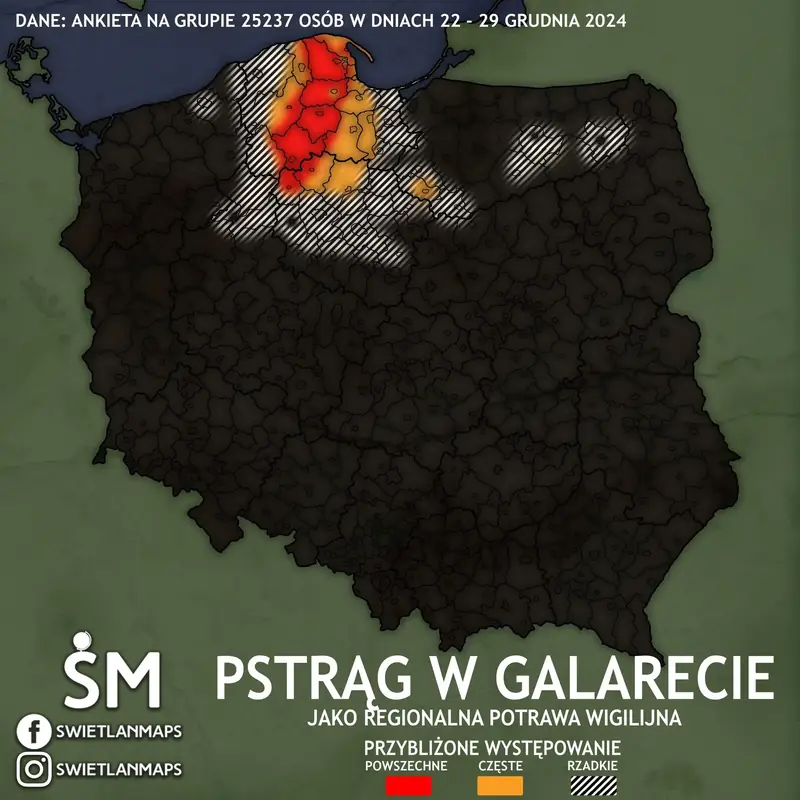 DANE: ANKIETA NA GRUPIE 25237 OSÓB W DNIACH 22 - 29 GRUDNIA 2024
ŚM
PSTRĄG W GALARECIE
JAKO REGIONALNA POTRAWA WIGILIJNA
SWIETLANMAPS
SWIETLANMAPS
PRZYBLIŻONE WYSTĘPOWANIE
POWSZECHNE CZĘSTE RZADKIE